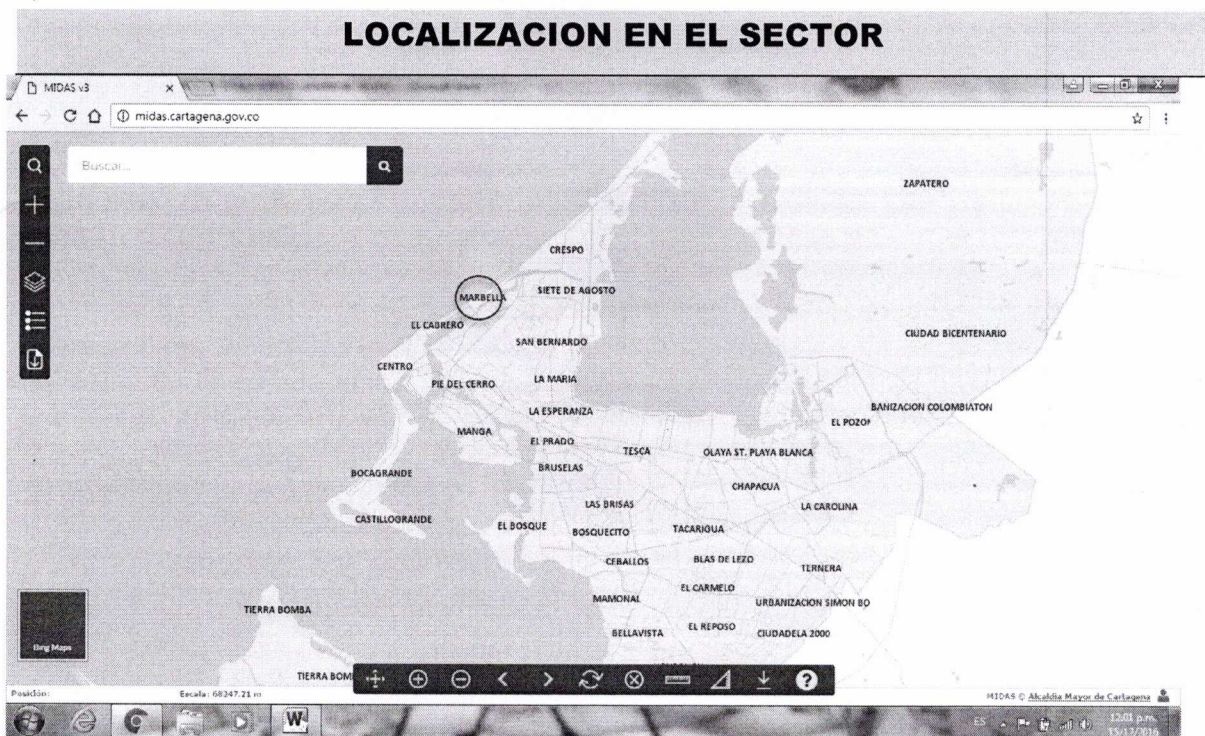 LOCALIZACION EN EL SECTOR
MIDAS v3
midas.cartagena.gov.co
Buscar...
ZAPATERO
CRESPO
SIETE DE AGOSTO
MARBELLA
EL CABRERO
CIUDAD BICENTENARIO
SAN BERNARDO
CENTRO
PIE DEL CERRO
LA MARIA
LA ESPERANZA
BANIZACION COLOMBIATON
EL POZON
MANGA
EL PRADO
TESCA
OLAYA ST. PLAYA BLANCA
BRUSELAS
BOCAGRANDE
CHAPACUA
LAS BRISAS
LA CAROLINA
CASTILLOGRANDE
EL BOSQUE
BOSQUECITO
TACARIGUA
CEBALLOS
BLAS DE LEZO
TERNERA
EL CARMELO
MAMONAL
URBANIZACION SIMON BO
TIERRA BOMBA
BELLAVISTA
EL REPOSO
CIUDADELA 2000
Bing Maps
TIERRA BOM
Posición:
Escala: 68247.21 m
MIDAS © Alcaldia Mayor de Cartagena
W
ES
12:01 p.m.
15/12/2016